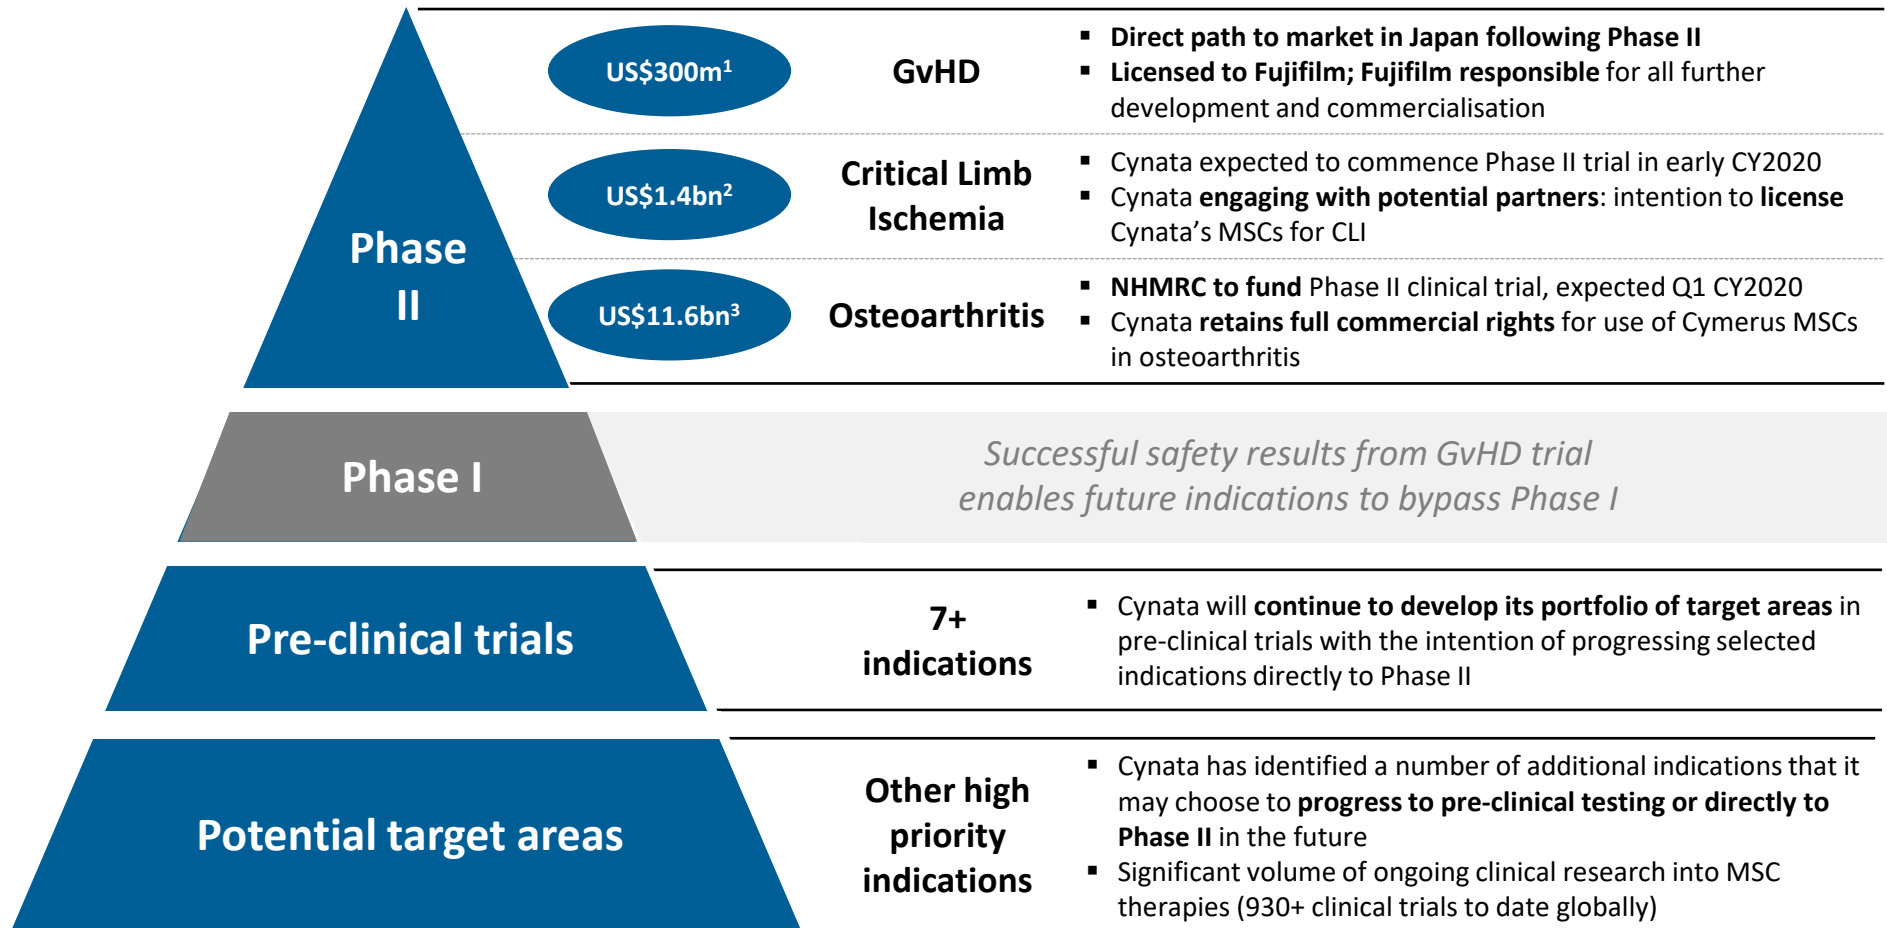 Phase
II
US$300m1
GvHD
▪ Direct path to market in Japan following Phase II
▪ Licensed to Fujifilm; Fujifilm responsible for all further
development and commercialisation
US$1.4bn2
Critical Limb
Ischemia
▪ Cynata expected to commence Phase II trial in early CY2020
▪ Cynata engaging with potential partners: intention to license
Cynata’s MSCs for CLI
US$11.6bn3
Osteoarthritis
▪ NHMRC to fund Phase II clinical trial, expected Q1 CY2020
▪ Cynata retains full commercial rights for use of Cymerus MSCs
in osteoarthritis
Phase I
Successful safety results from GvHD trial
enables future indications to bypass Phase I
Pre-clinical trials
7+
indications
▪ Cynata will continue to develop its portfolio of target areas in
pre-clinical trials with the intention of progressing selected
indications directly to Phase II
Potential target areas
Other high
priority
indications
▪ Cynata has identified a number of additional indications that it
may choose to progress to pre-clinical testing or directly to
Phase II in the future
▪ Significant volume of ongoing clinical research into MSC
therapies (930+ clinical trials to date globally)